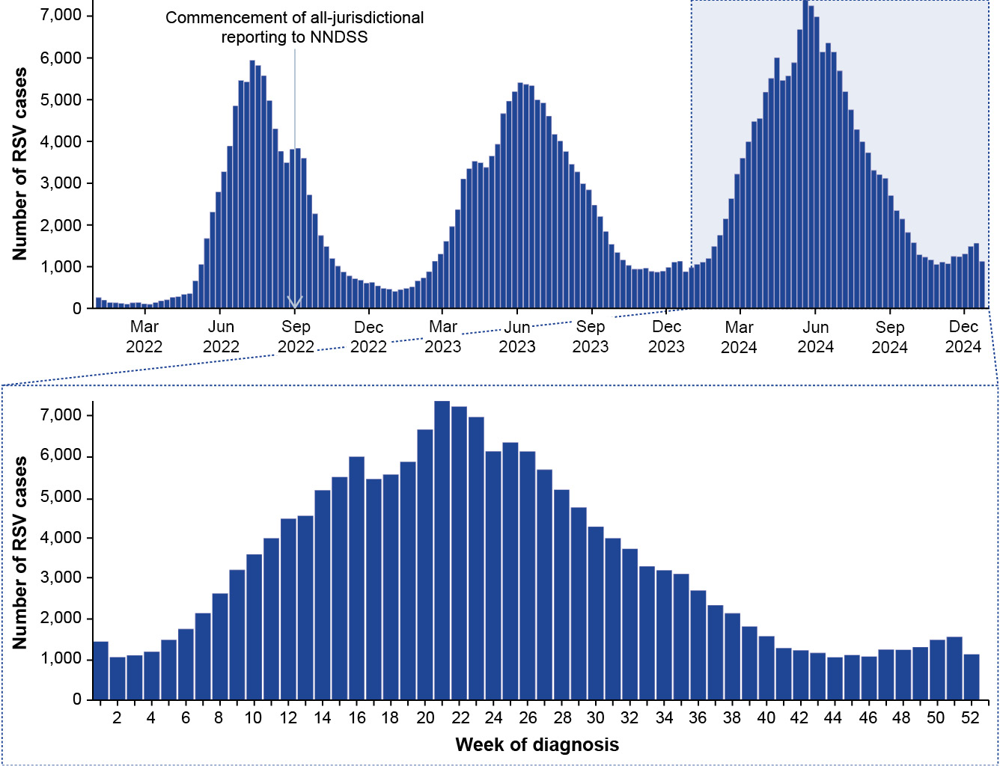 Commencement of all-jurisdictional
reporting to NNDSS
Number of RSV cases
7,000
6,000
5,000
4,000
3,000
2,000
1,000
0
Mar Jun Sep Dec Mar Jun Sep Dec Mar Jun Sep Dec
2022 2022 2022 2022 2023 2023 2023 2023 2024 2024 2024 2024
Number of RSV cases
7,000
6,000
5,000
4,000
3,000
2,000
1,000
0
2 4 6 8 10 12 14 16 18 20 22 24 26 28 30 32 34 36 38 40 42 44 46 48 50 52
Week of diagnosis